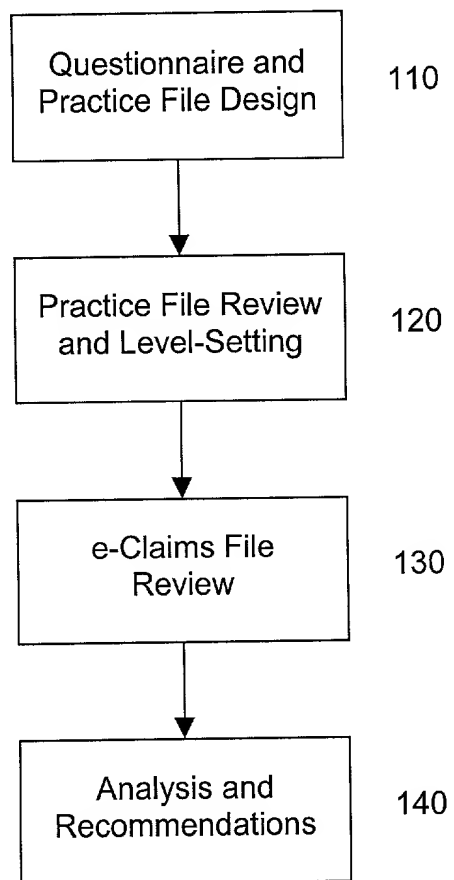 Questionnaire and
Practice File Design
110
Practice File Review
and Level-Setting
120
e-Claims File
Review
130
Analysis and
Recommendations
140